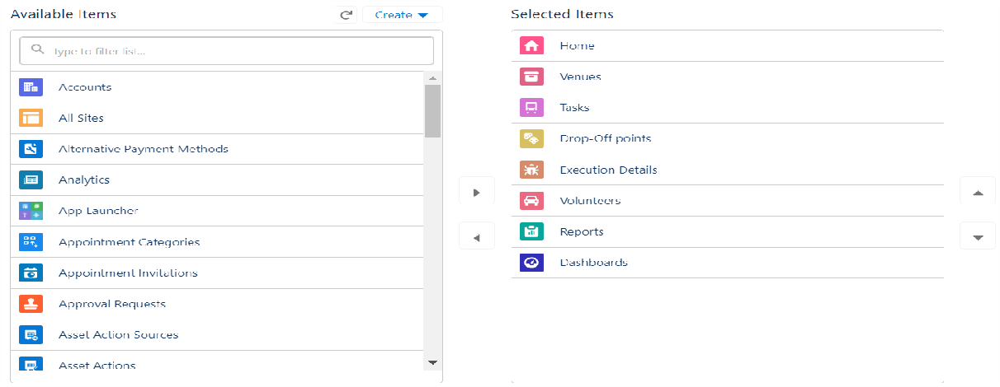 Available Items
Create
Type to filter list...
Accounts
All Sites
Alternative Payment Methods
Analytics
App Launcher
Appointment Categories
Appointment Invitations
Approval Requests
Asset Action Sources
Asset Actions
Selected Items
Home
Venues
Tasks
Drop-Off points
Execution Details
Volunteers
Reports
Dashboards